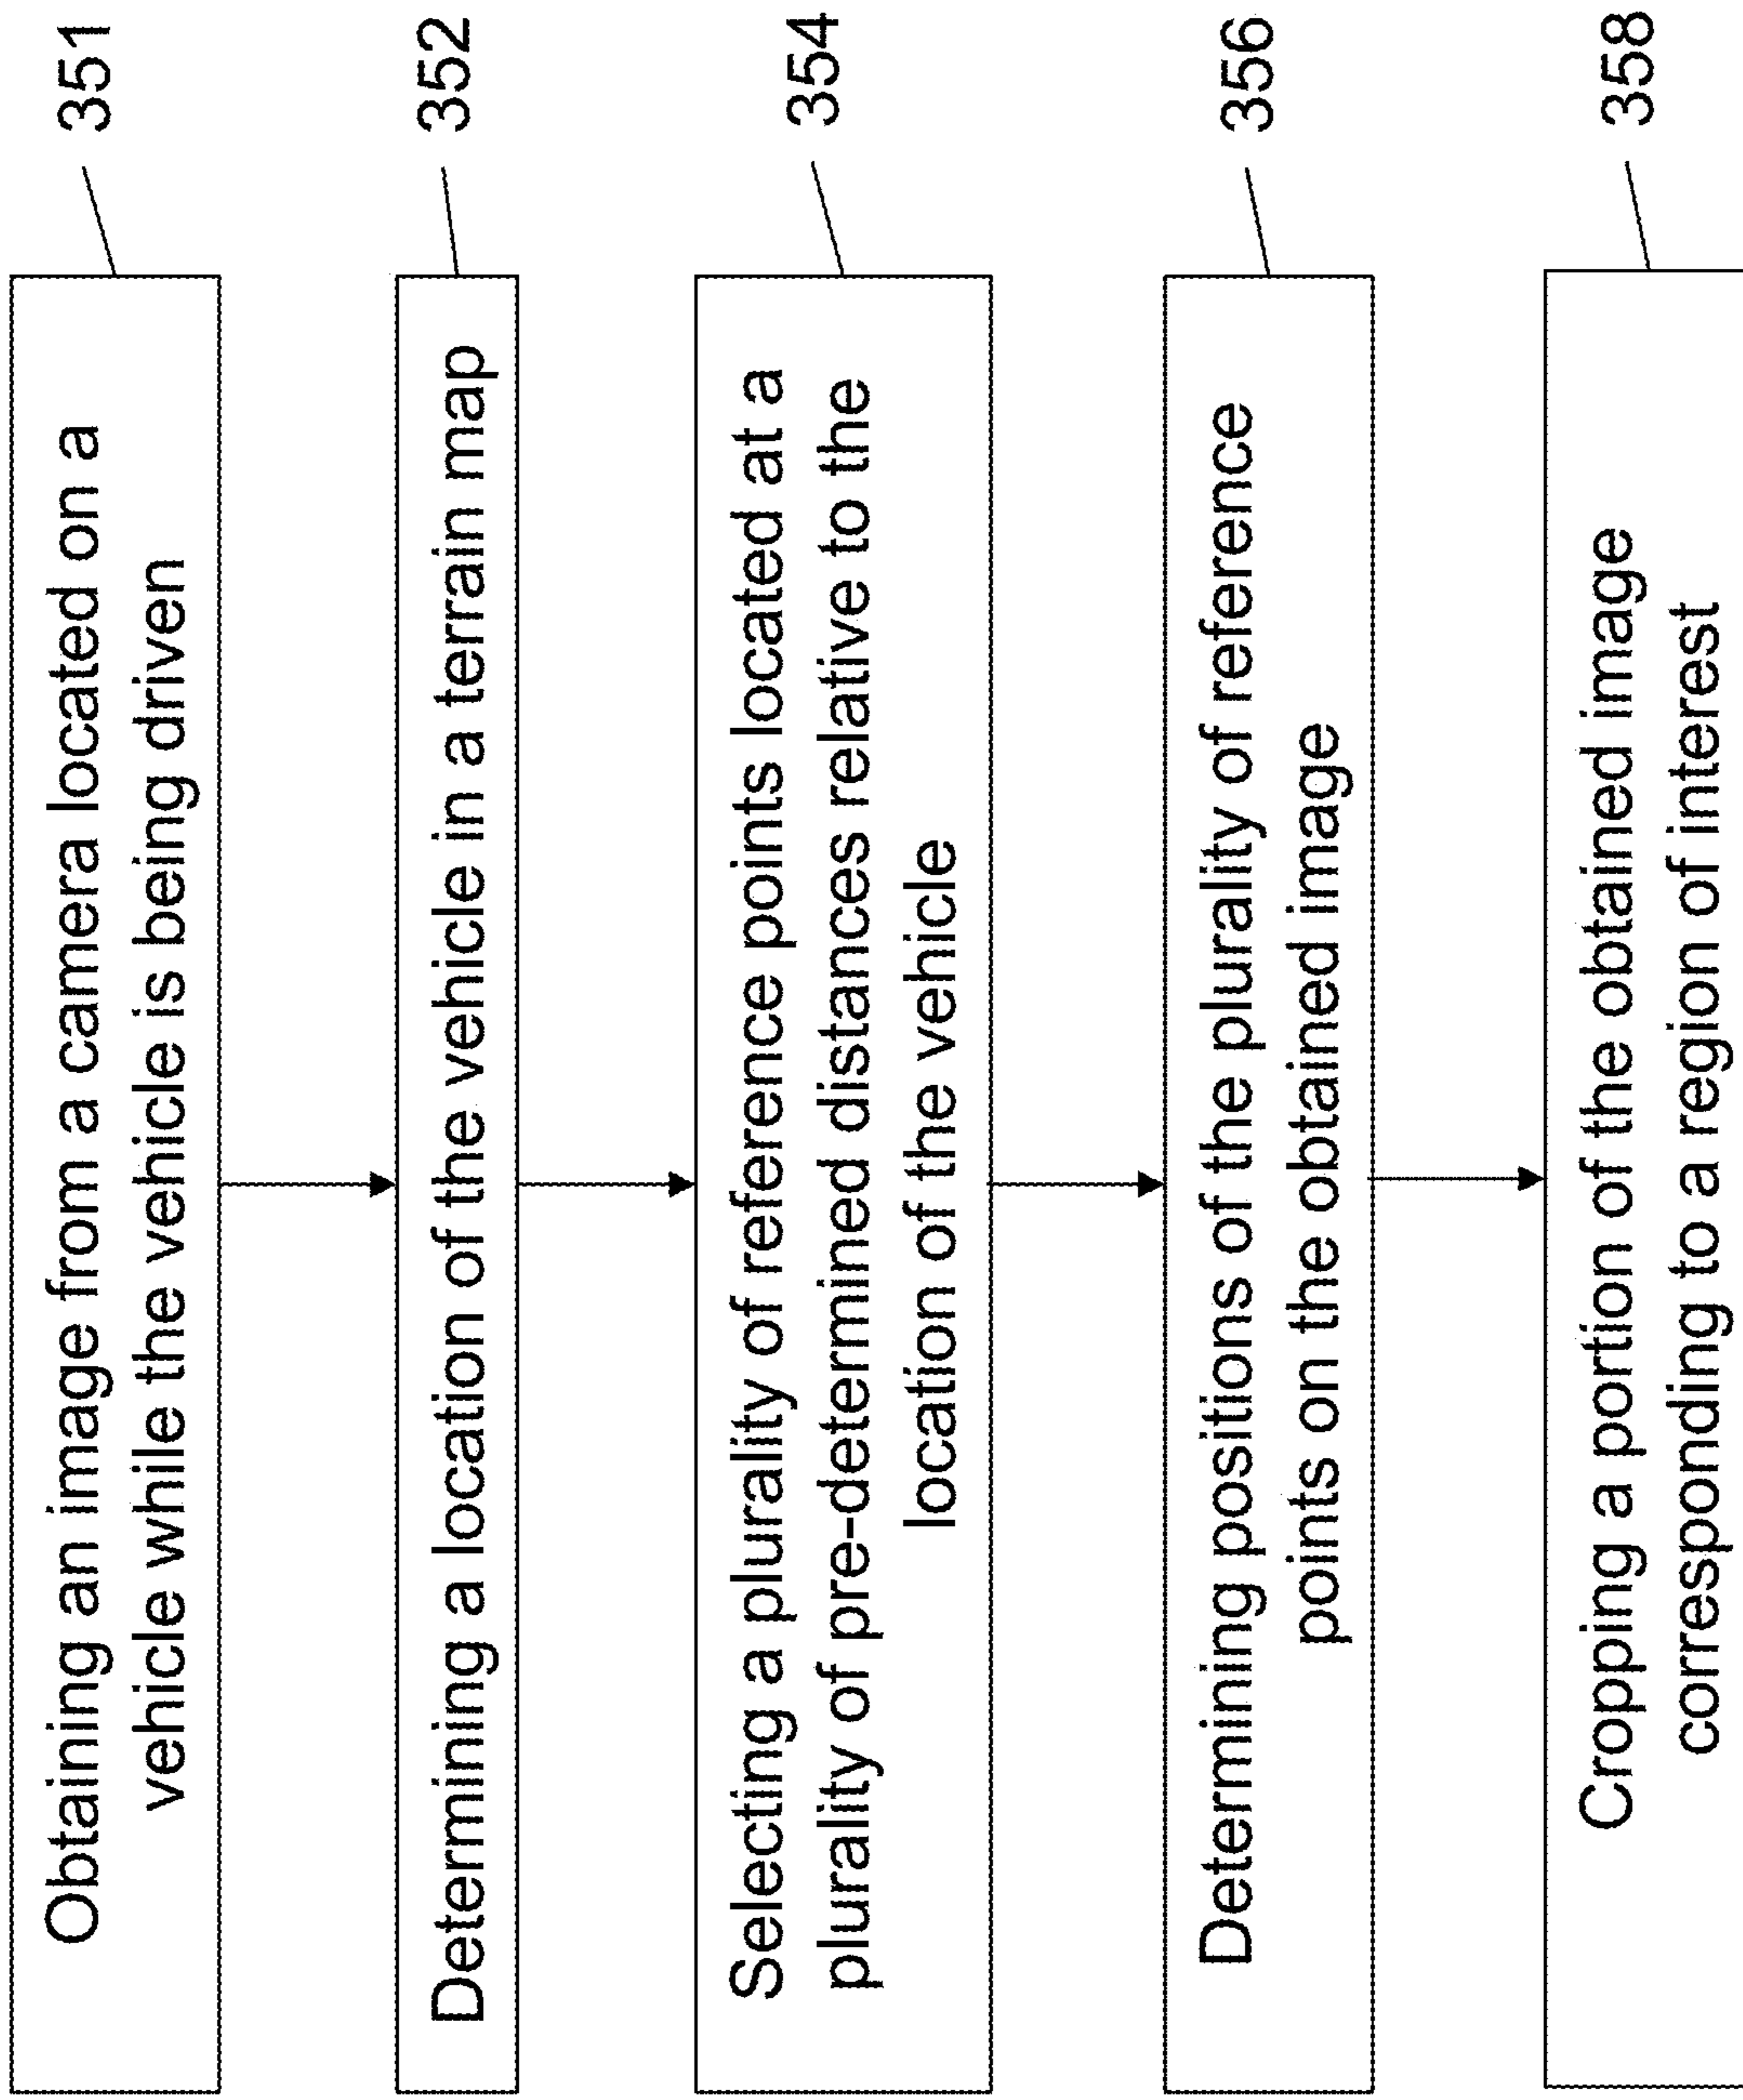 Obtaining an image from a camera located on a
vehicle while the vehicle is being driven
351
Determining a location of the vehicle in a terrain map
352
Selecting a plurality of reference points located at a
plurality of pre-determined distances relative to the
location of the vehicle
354
Determining positions of the plurality of reference
points on the obtained image
356
Cropping a portion of the obtained image
corresponding to a region of interest
358